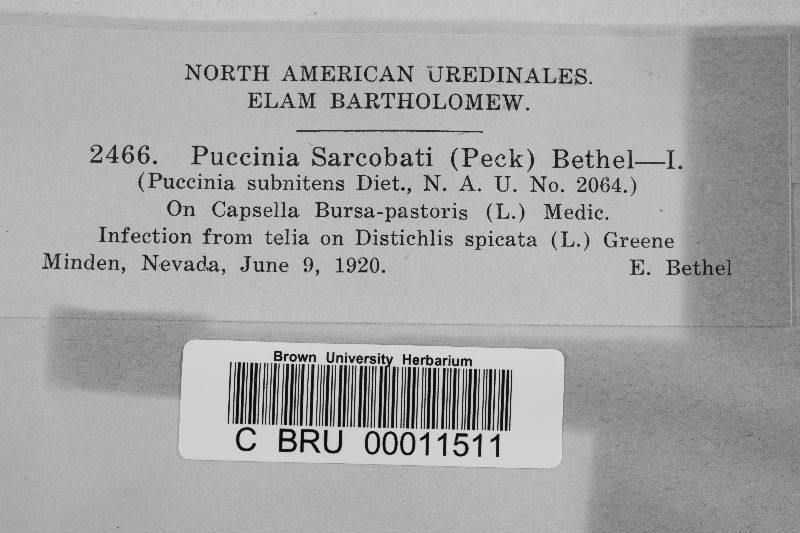 NORTH AMERICAN UREDINALES.
ELAM BARTHOLOMEW.
2466. Puccinia Sarcobati (Peck) Bethel—I.
(Puccinia subnitens Diet., N. A. U. No. 2064.)
On Capsella Bursa-pastoris (L.) Medic.
Infection from telia on Distichlis spicata (L.) Greene
Minden, Nevada, June 9, 1920. E. Bethel
Brown University Herbarium
C BRU 00011511